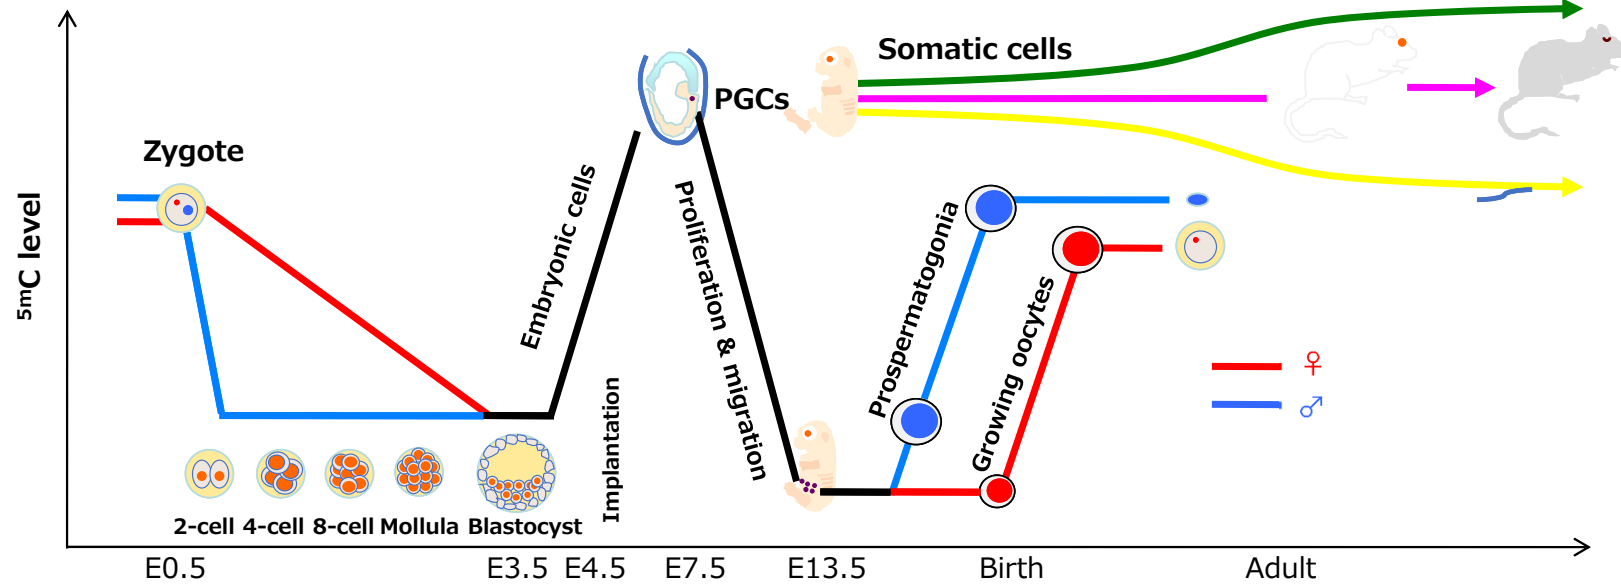 Somatic cells
PGCs
Zygote
⁵ᵐC level
Embryonic cells
Proliferation & migration
Prospermatogonia
Growing oocytes
Implantation
♀
♂
2-cell 4-cell 8-cell Mollula Blastocyst
E0.5 E3.5 E4.5 E7.5 E13.5 Birth Adult